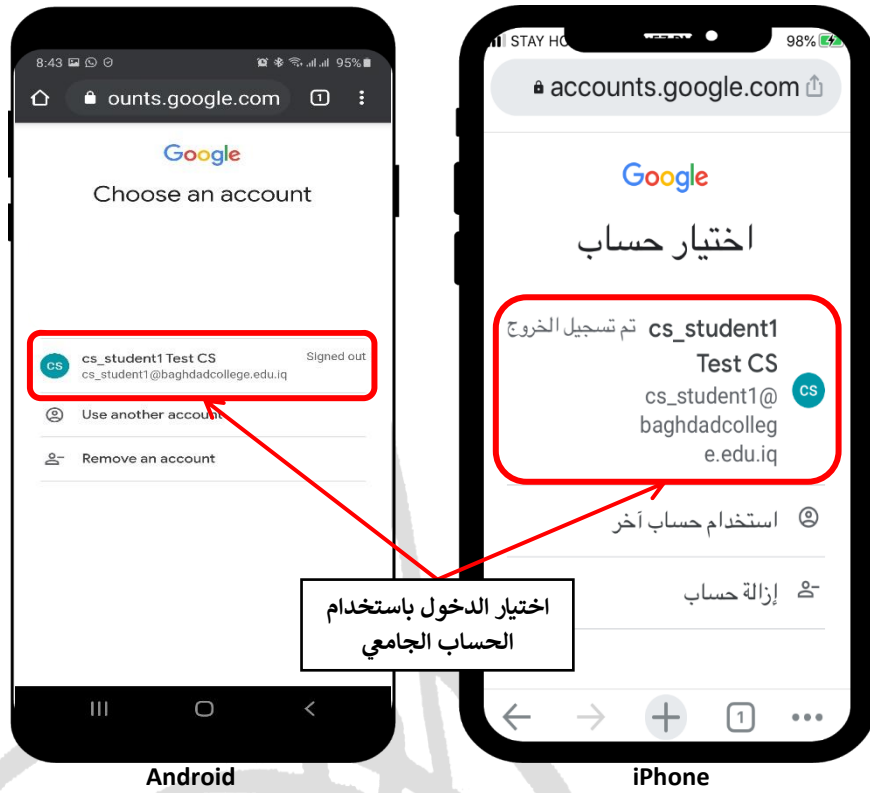 8:43
95%
ounts.google.com
1
Google
Choose an account
cs_student1 Test CS
Signed out
CS
cs_student1@baghdadcollege.edu.iq
Use another account
Remove an account
Android
STAY HO
98%
accounts.google.com
Google
اختيار حساب
cs_student1 تم تسجيل الخروج
Test CS
CS
cs_student1@
baghdadcolleg
e.edu.iq
استخدام حساب آخر
إزالة حساب
1
iPhone
اختيار الدخول باستخدام
الحساب الجامعي